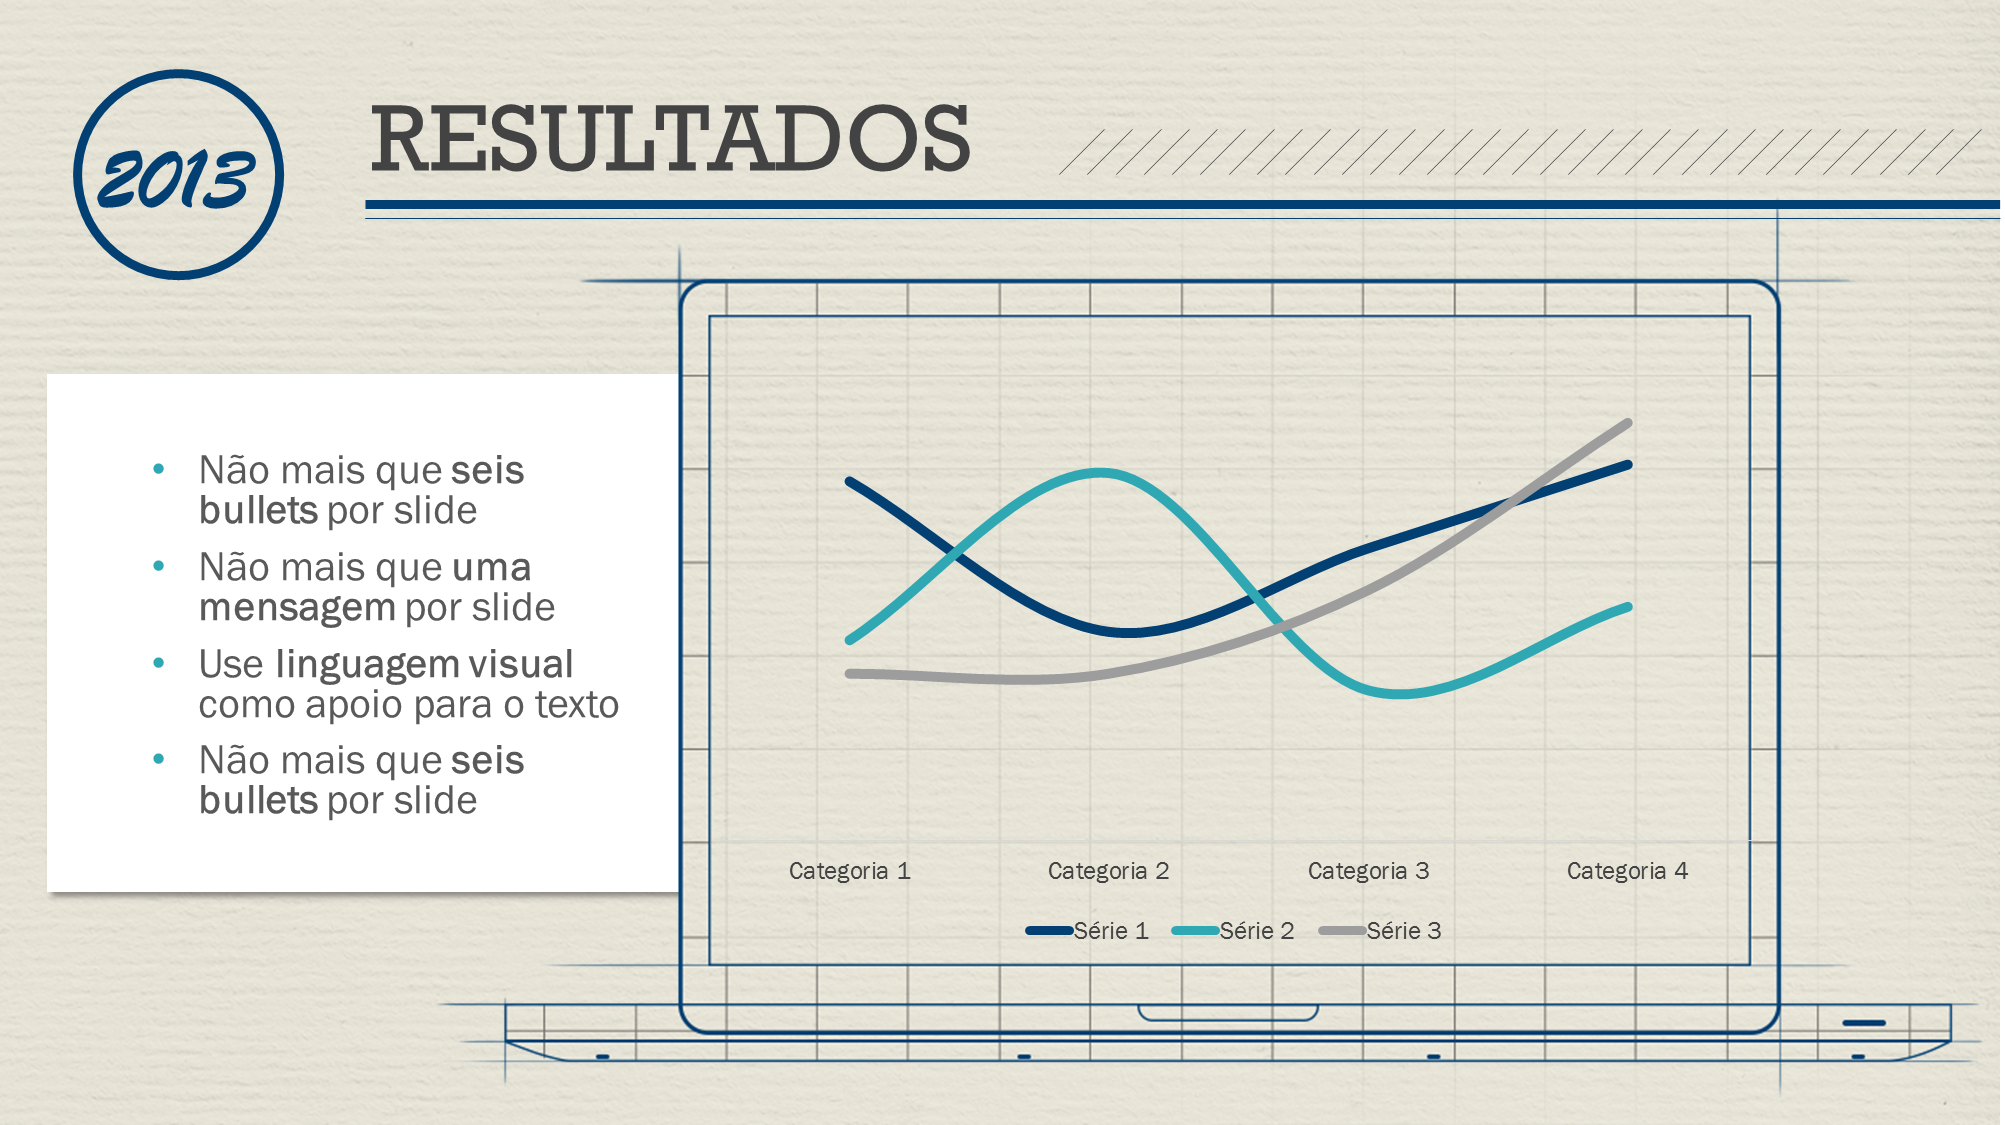 2013
RESULTADOS
• Não mais que seis
bullets por slide
• Não mais que uma
mensagem por slide
• Use linguagem visual
como apoio para o texto
• Não mais que seis
bullets por slide
Categoria 1 Categoria 2 Categoria 3 Categoria 4
Série 1 Série 2 Série 3